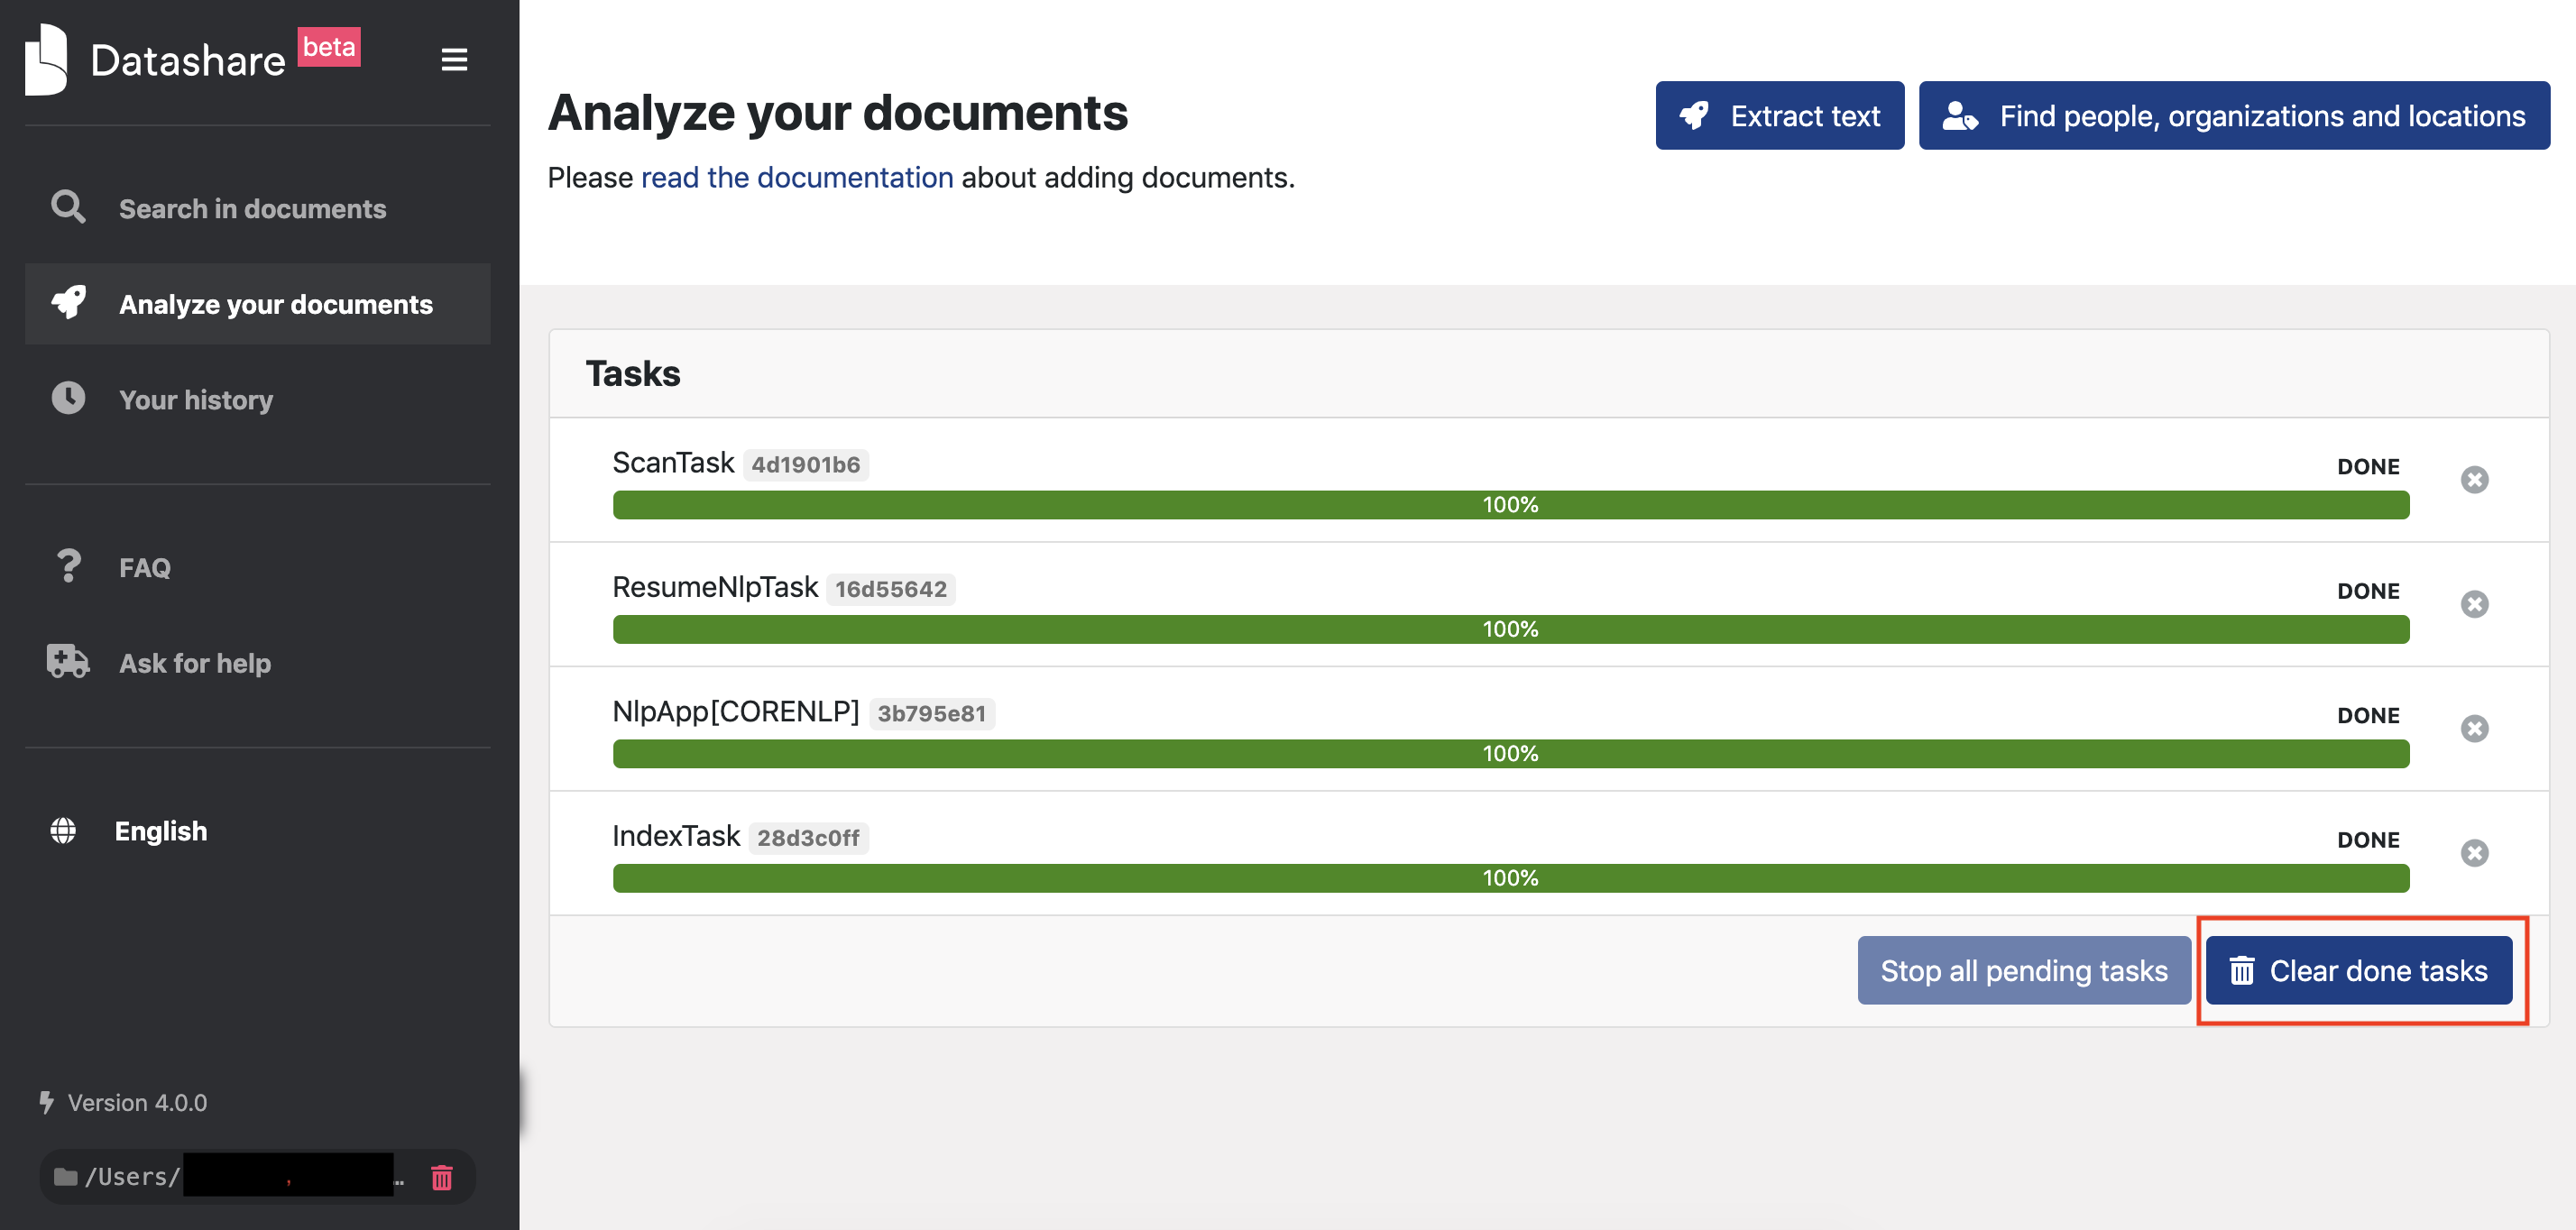 Datashare beta
Search in documents
Analyze your documents
Your history
FAQ
Ask for help
English
Version 4.0.0
/Users/ , …
Analyze your documents
Please read the documentation about adding documents.
Extract text
Find people, organizations and locations
Tasks
ScanTask 4d1901b6 DONE
100%
ResumeNlpTask 16d55642 DONE
100%
NlpApp[CORENLP] 3b795e81 DONE
100%
IndexTask 28d3c0ff DONE
100%
Stop all pending tasks
Clear done tasks